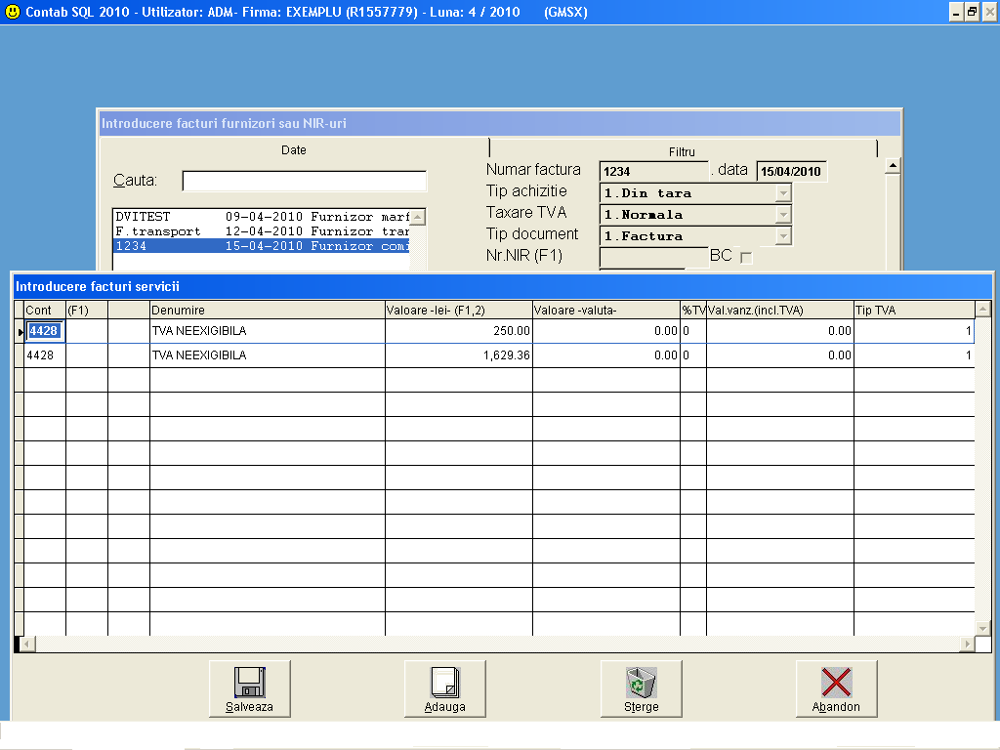 Contab SQL 2010 - Utilizator: ADM- Firma: EXEMPLU (R1557779) - Luna: 4 / 2010 (GMSX)
Introducere facturi furnizori sau NIR-uri
Date
Filtru
Cauta:
DVITEST 09-04-2010 Furnizor marf
F.transport 12-04-2010 Furnizor tran
1234 15-04-2010 Furnizor comi
Numar factura 1234 . data 15/04/2010
Tip achizitie 1.Din tara
Taxare TVA 1.Normala
Tip document 1.Factura
Nr.NIR (F1) BC
Introducere facturi servicii
Cont (F1) Denumire Valoare -lei- (F1,2) Valoare -valuta- %TV Val.vanz.(incl.TVA) Tip TVA
4428 TVA NEEXIGIBILA 250.00 0.00 0 0.00 1
4428 TVA NEEXIGIBILA 1,629.36 0.00 0 0.00 1
Salveaza Adauga Sterge Abandon